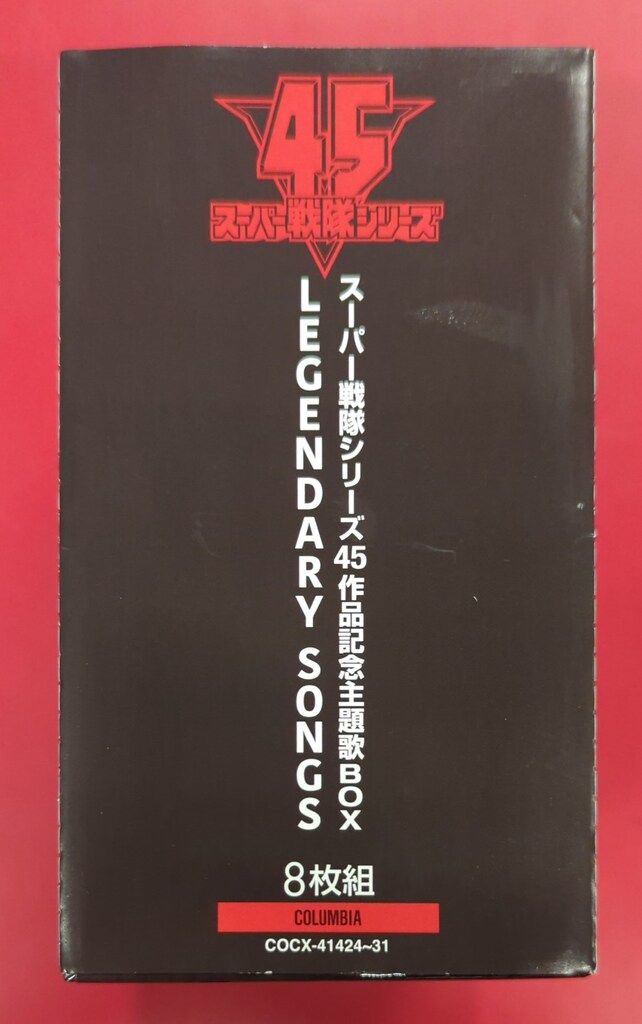 45
スーパー戦隊シリーズ
スーパー戦隊シリーズ45作品記念主題歌BOX
LEGENDARY SONGS
8枚組
COLUMBIA
COCX-41424~31